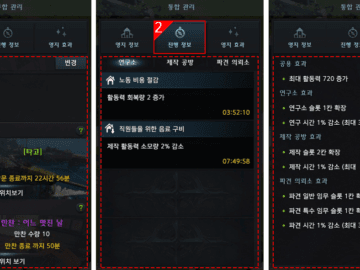 통합 관리
영지 정보
영지 효과
변경
[타고]
종료까지 22시간 56분
위치보기
만찬 : 어느 멋진 날
만찬 수량 10
만찬 종료 까지 50분
위치보기
통합 관리
2
진행 정보
영지 효과
연구소
제작 공방
파견 의뢰소
노동 비용 절감
활동력 회복량 2 증가
03:52:10
직원들을 위한 음료 구비
제작 활동력 소모량 2% 감소
07:49:58
통합 관리
영지 정보
진행 정보
공용 효과
최대 활동력 720 증가
연구소 효과
연구소 슬롯 1칸 확장
연구 시간 1% 감소 (최대
제작 공방 효과
제작 슬롯 2칸 확장
제작 시간 1% 감소 (최대
파견 의뢰소 효과
파견 일반 임무 슬롯 1칸 확
파견 특수 임무 슬롯 1칸 확
파견 시간 1% 감소 (최대 3